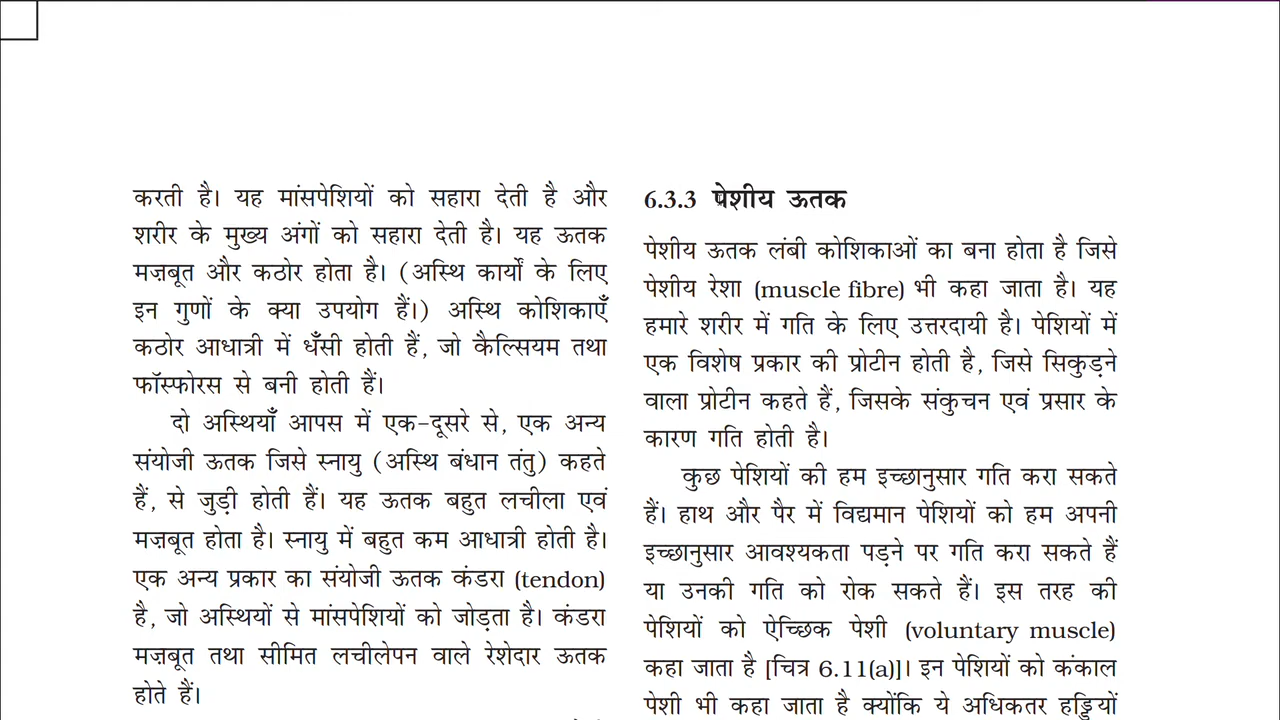 करती है। यह मांसपेशियों को सहारा देती है और
शरीर के मुख्य अंगों को सहारा देती है। यह ऊतक
मज़बूत और कठोर होता है। (अस्थि कार्यों के लिए
इन गुणों के क्या उपयोग हैं।) अस्थि कोशिकाएँ
कठोर आधात्री में धँसी होती हैं, जो कैल्सियम तथा
फॉस्फोरस से बनी होती हैं।
दो अस्थियाँ आपस में एक-दूसरे से, एक अन्य
संयोजी ऊतक जिसे स्नायु (अस्थि बंधान तंतु) कहते
हैं, से जुड़ी होती हैं। यह ऊतक बहुत लचीला एवं
मज़बूत होता है। स्नायु में बहुत कम आधात्री होती है।
एक अन्य प्रकार का संयोजी ऊतक कंडरा (tendon)
है, जो अस्थियों से मांसपेशियों को जोड़ता है। कंडरा
मज़बूत तथा सीमित लचीलेपन वाले रेशेदार ऊतक
होते हैं।
6.3.3 पेशीय ऊतक
पेशीय ऊतक लंबी कोशिकाओं का बना होता है जिसे
पेशीय रेशा (muscle fibre) भी कहा जाता है। यह
हमारे शरीर में गति के लिए उत्तरदायी है। पेशियों में
एक विशेष प्रकार की प्रोटीन होती है, जिसे सिकुड़ने
वाला प्रोटीन कहते हैं, जिसके संकुचन एवं प्रसार के
कारण गति होती है।
कुछ पेशियों की हम इच्छानुसार गति करा सकते
हैं। हाथ और पैर में विद्यमान पेशियों को हम अपनी
इच्छानुसार आवश्यकता पड़ने पर गति करा सकते हैं
या उनकी गति को रोक सकते हैं। इस तरह की
पेशियों को ऐच्छिक पेशी (voluntary muscle)
कहा जाता है [चित्र 6.11(a)]। इन पेशियों को कंकाल
पेशी भी कहा जाता है क्योंकि ये अधिकतर हड्डियों